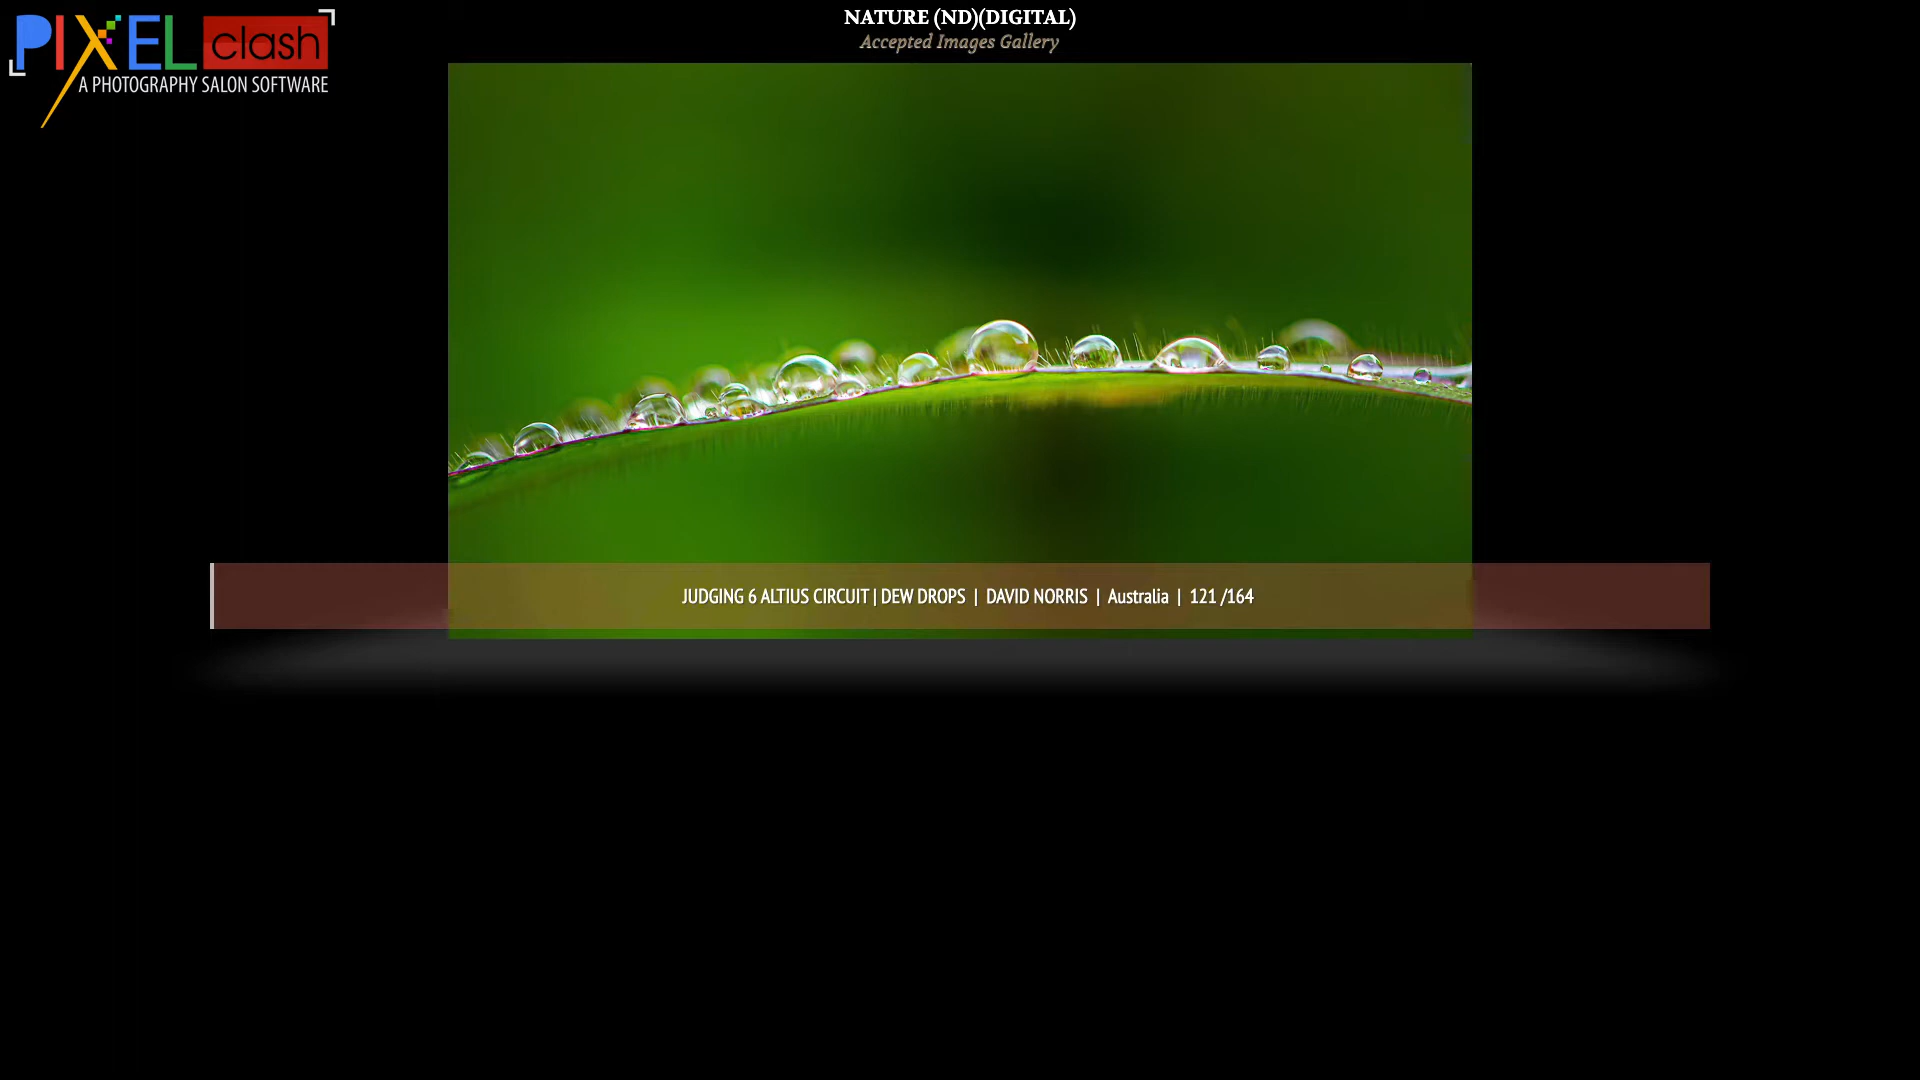 PIXEL clash
A PHOTOGRAPHY SALON SOFTWARE
NATURE (ND)(DIGITAL)
Accepted Images Gallery
JUDGING 6 ALTIUS CIRCUIT | DEW DROPS | DAVID NORRIS | Australia | 121 /164